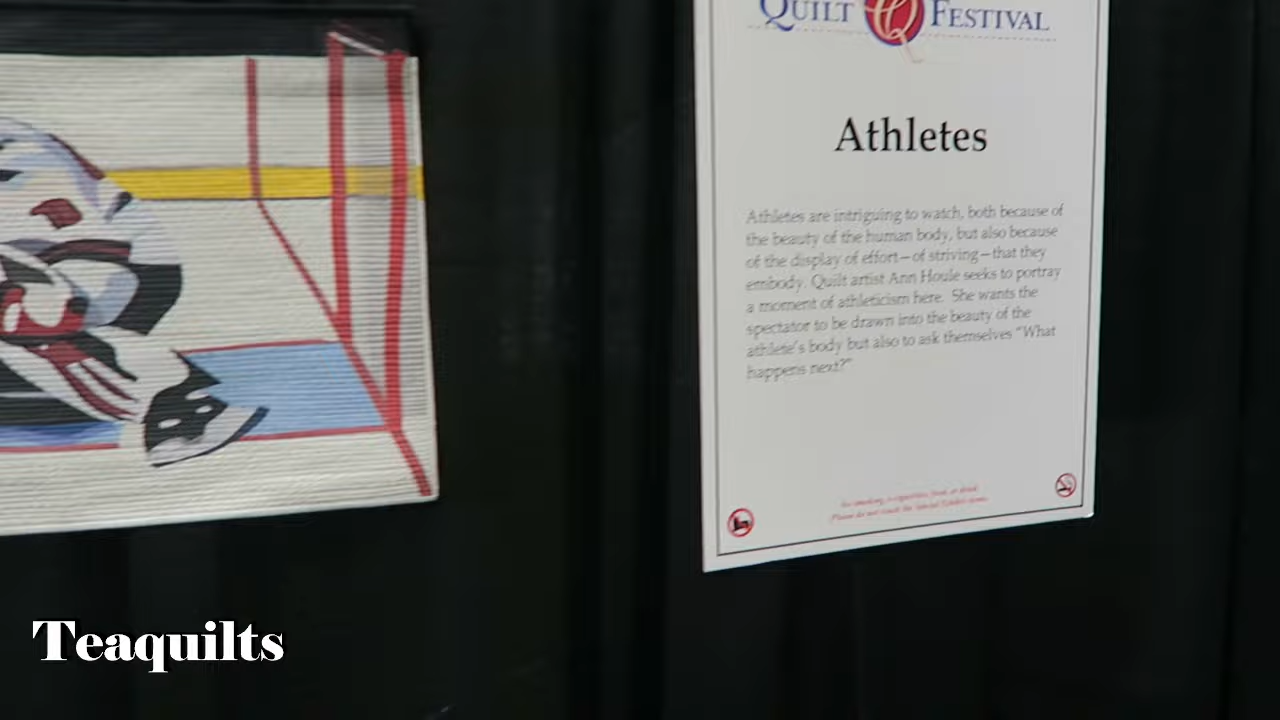 QUILT FESTIVAL
Athletes
Athletes are intriguing to watch, both because of
the beauty of the human body, but also because
of the display of effort—of striving—that they
embody. Quilt artist Ann Houle seeks to portray
a moment of athleticism here. She wants the
spectator to be drawn into the beauty of the
athlete's body but also to ask themselves "What
happens next?"
Teaquilts